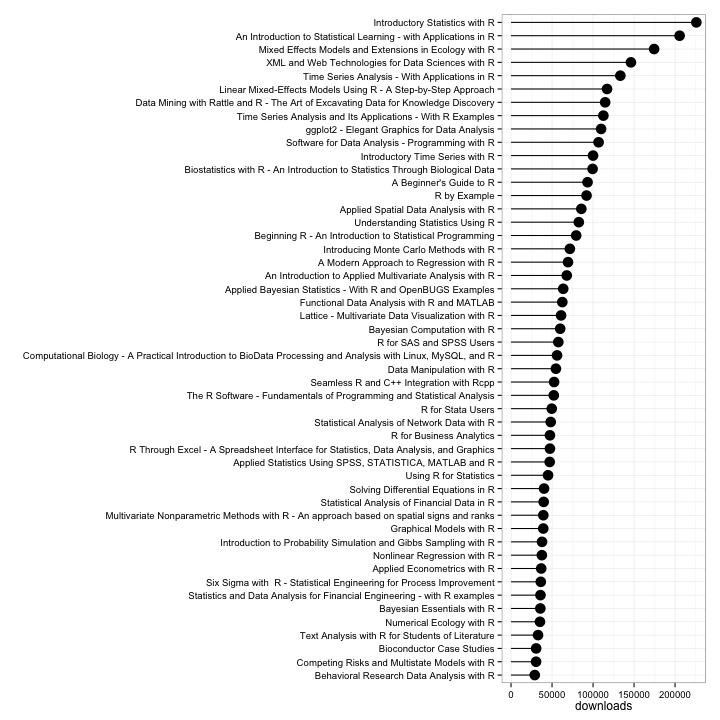 Introductory Statistics with R
An Introduction to Statistical Learning - with Applications in R
Mixed Effects Models and Extensions in Ecology with R
XML and Web Technologies for Data Sciences with R
Time Series Analysis - With Applications in R
Linear Mixed-Effects Models Using R - A Step-by-Step Approach
Data Mining with Rattle and R - The Art of Excavating Data for Knowledge Discovery
Time Series Analysis and Its Applications - With R Examples
ggplot2 - Elegant Graphics for Data Analysis
Software for Data Analysis - Programming with R
Introductory Time Series with R
Biostatistics with R - An Introduction to Statistics Through Biological Data
A Beginner's Guide to R
R by Example
Applied Spatial Data Analysis with R
Understanding Statistics Using R
Beginning R - An Introduction to Statistical Programming
Introducing Monte Carlo Methods with R
A Modern Approach to Regression with R
An Introduction to Applied Multivariate Analysis with R
Applied Bayesian Statistics - With R and OpenBUGS Examples
Functional Data Analysis with R and MATLAB
Lattice - Multivariate Data Visualization with R
Bayesian Computation with R
R for SAS and SPSS Users
Computational Biology - A Practical Introduction to BioData Processing and Analysis with Linux, MySQL, and R
Data Manipulation with R
Seamless R and C++ Integration with Rcpp
The R Software - Fundamentals of Programming and Statistical Analysis
R for Stata Users
Statistical Analysis of Network Data with R
R for Business Analytics
R Through Excel - A Spreadsheet Interface for Statistics, Data Analysis, and Graphics
Applied Statistics Using SPSS, STATISTICA, MATLAB and R
Using R for Statistics
Solving Differential Equations in R
Statistical Analysis of Financial Data in R
Multivariate Nonparametric Methods with R - An approach based on spatial signs and ranks
Graphical Models with R
Introduction to Probability Simulation and Gibbs Sampling with R
Nonlinear Regression with R
Applied Econometrics with R
Six Sigma with  R - Statistical Engineering for Process Improvement
Statistics and Data Analysis for Financial Engineering - with R examples
Bayesian Essentials with R
Numerical Ecology with R
Text Analysis with R for Students of Literature
Bioconductor Case Studies
Competing Risks and Multistate Models with R
Behavioral Research Data Analysis with R
0 50000 100000 150000 200000
downloads